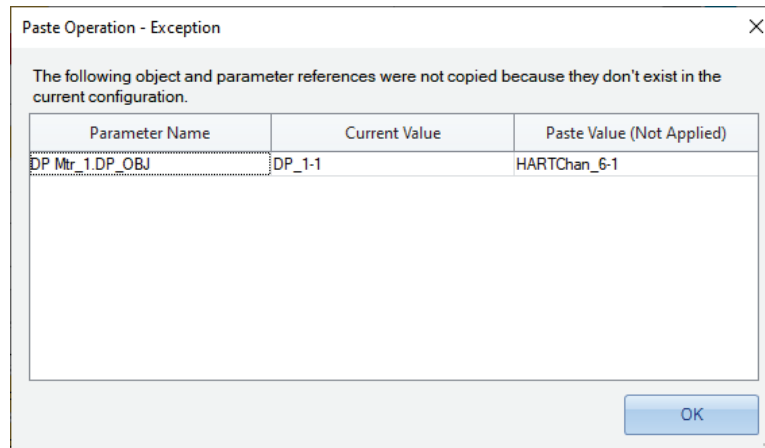 Paste Operation - Exception
The following object and parameter references were not copied because they don't exist in the
current configuration.
Parameter Name Current Value Paste Value (Not Applied)
DP Mtr_1.DP_OBJ DP_1-1 HARTChan_6-1
OK